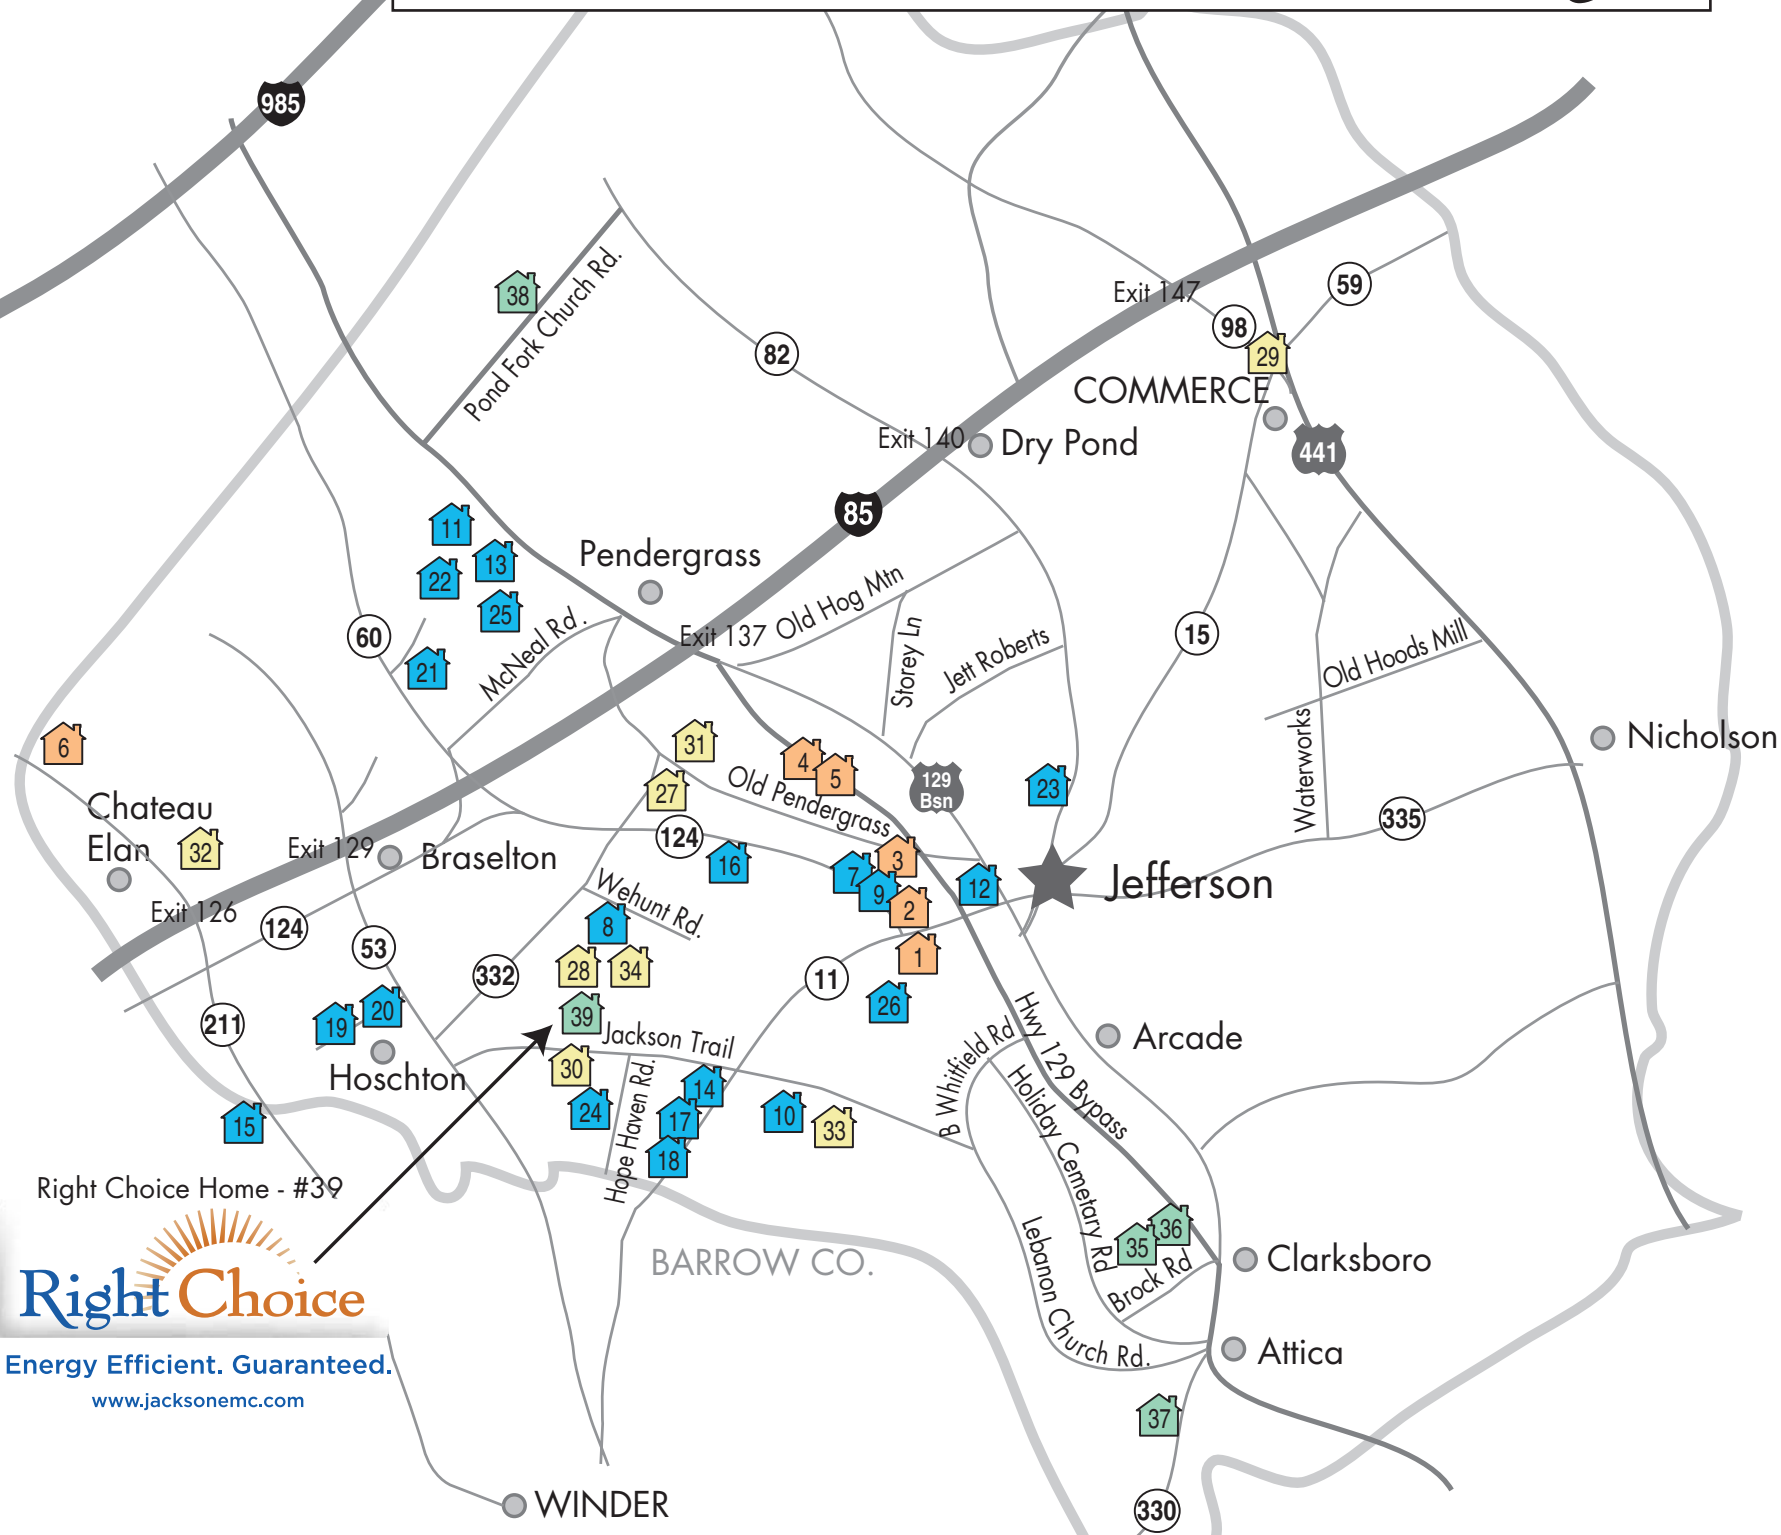 985
38
Pond Fork Church Rd.
82
Exit 147
59
98
29
COMMERCE
Exit 140
Dry Pond
441
85
11
13
22
25
Pendergrass
60
21
McNeal Rd.
Exit 137
Old Hog Mtn
Storey Ln
Jett Roberts
15
Old Hoods Mill
Waterworks
Nicholson
6
31
4
5
27
Old Pendergrass
129
Bsn
23
335
Chateau
Elan
32
Exit 129
Braselton
124
16
7
9
3
2
12
Jefferson
Exit 126
124
53
Wehunt Rd.
8
28
34
332
1
11
26
211
19
20
39
Jackson Trail
Hoschton
30
24
Hope Haven Rd.
14
17
18
10
33
B Whitfield Rd
Hwy 129 Bypass
Arcade
15
Holiday Cemetary Rd
Right Choice Home - #39
Right Choice
Energy Efficient. Guaranteed.
www.jacksonemc.com
BARROW CO.
Lebanon Church Rd.
35
36
Brock Rd
Clarksboro
Attica
37
330
WINDER